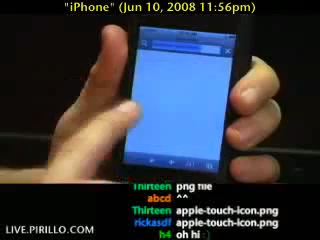 "iPhone" (Jun 10, 2008 11:56pm)
Thirteen png file
abcd ^^
Thirteen apple-touch-icon.png
rickasdf apple-touch-icon.png
h4 oh hi :)
LIVE.PIRILLO.COM